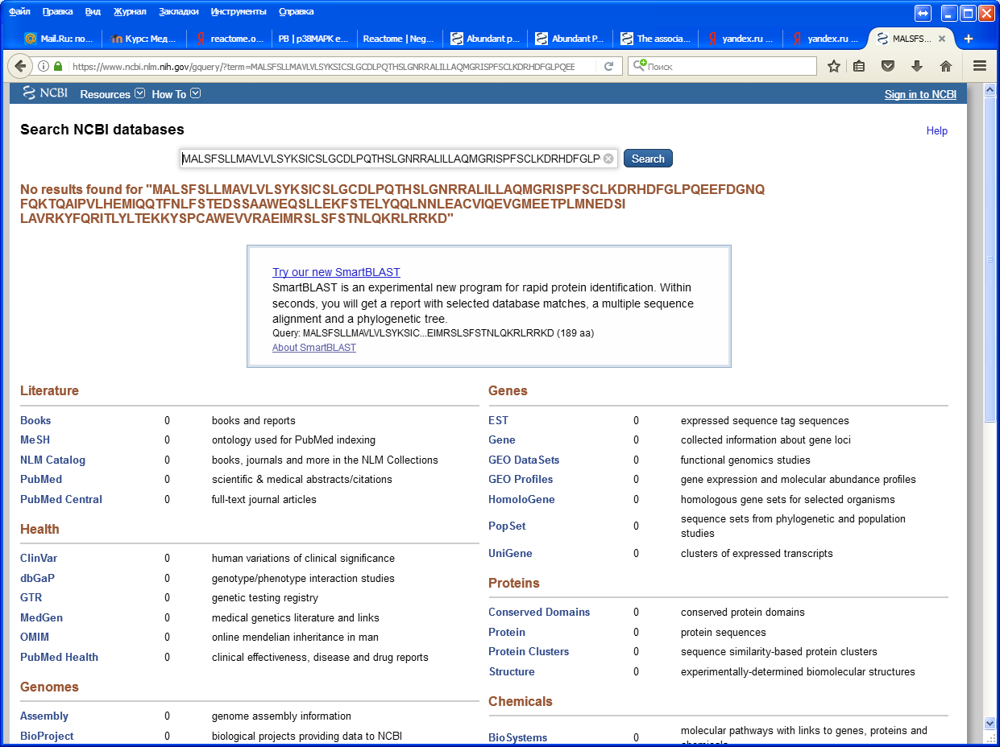 Файл Правка Вид Журнал Закладки Инструменты Справка
Mail.Ru: по... Курс: Мед... reactome.o... PB | p38MAPK e... Reactome | Neg... Abundant p... Abundant P... The associa... yandex.ru ... yandex.ru ... MALSFS...
https://www.ncbi.nlm.nih.gov/gquery/?term=MALSFSLLMAVLVLSYKSICSLGCDLPQTHSLGNRRALILLAQMGRISPFSCLKDRHDFGLPQEE Поиск
NCBI Resources How To Sign in to NCBI
Search NCBI databases
Help
MALSFSLLMAVLVLSYKSICSLGCDLPQTHSLGNRRALILLAQMGRISPFSCLKDRHDFGLP Search
No results found for "MALSFSLLMAVLVLSYKSICSLGCDLPQTHSLGNRRALILLAQMGRISPFSCLKDRHDFGLPQEEFDGNQ
FQKTQAIPVLHEMIQQTFNLFSTEDSSAAWEQSLLEKFSTELYQQLNNLEACVIQEVGMEETPLMNEDSI
LAVRKYFQRITLYLTEKKYSPCAWEVVRAEIMRSLSFSTNLQKRLRRKD"
Try our new SmartBLAST
SmartBLAST is an experimental new program for rapid protein identification. Within
seconds, you will get a report with selected database matches, a multiple sequence
alignment and a phylogenetic tree.
Query: MALSFSLLMAVLVLSYKSIC...EIMRSLSFSTNLQKRLRRKD (189 aa)
About SmartBLAST
Literature
Books 0 books and reports
MeSH 0 ontology used for PubMed indexing
NLM Catalog 0 books, journals and more in the NLM Collections
PubMed 0 scientific & medical abstracts/citations
PubMed Central 0 full-text journal articles
Health
ClinVar 0 human variations of clinical significance
dbGaP 0 genotype/phenotype interaction studies
GTR 0 genetic testing registry
MedGen 0 medical genetics literature and links
OMIM 0 online mendelian inheritance in man
PubMed Health 0 clinical effectiveness, disease and drug reports
Genomes
Assembly 0 genome assembly information
BioProject 0 biological projects providing data to NCBI
Genes
EST 0 expressed sequence tag sequences
Gene 0 collected information about gene loci
GEO DataSets 0 functional genomics studies
GEO Profiles 0 gene expression and molecular abundance profiles
HomoloGene 0 homologous gene sets for selected organisms
PopSet 0 sequence sets from phylogenetic and population
studies
UniGene 0 clusters of expressed transcripts
Proteins
Conserved Domains 0 conserved protein domains
Protein 0 protein sequences
Protein Clusters 0 sequence similarity-based protein clusters
Structure 0 experimentally-determined biomolecular structures
Chemicals
BioSystems 0 molecular pathways with links to genes, proteins and
chemicals